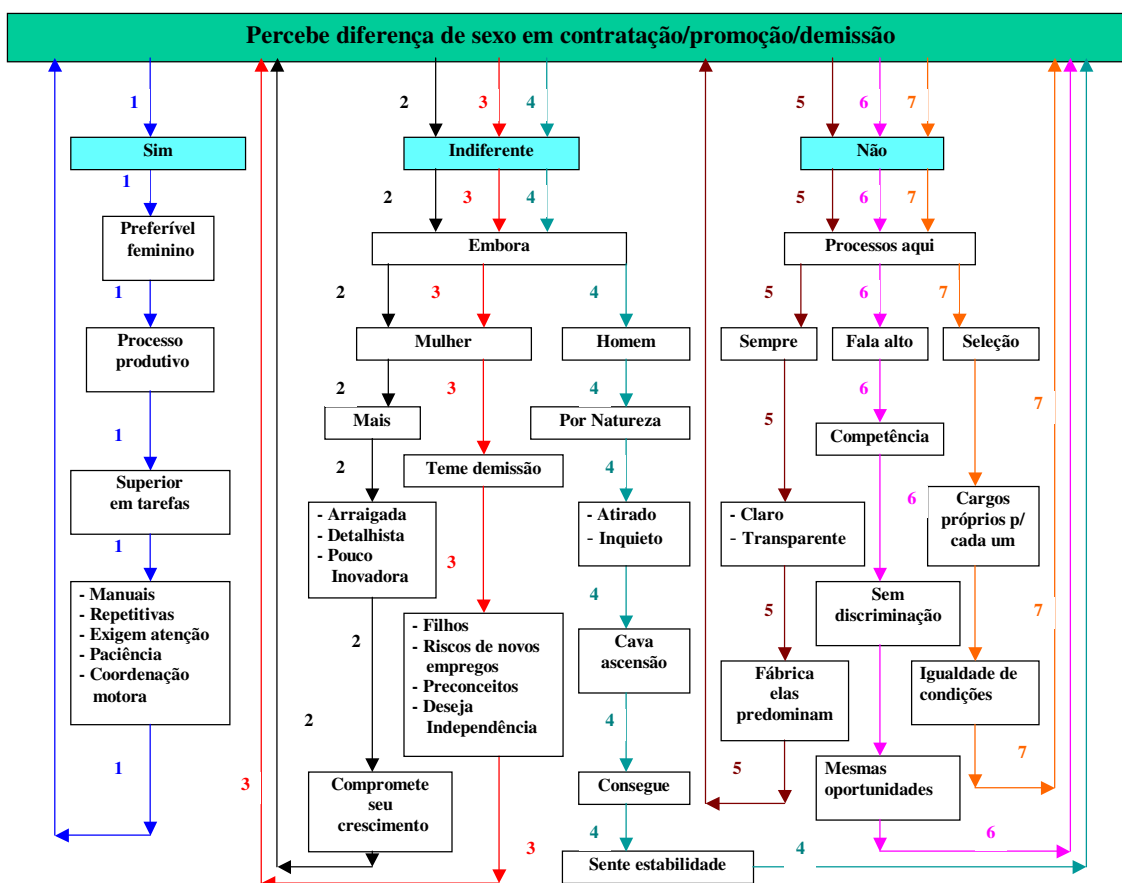 Percebe diferença de sexo em contratação/promoção/demissão
1
2
3
4
5
6
7
Sim
Indiferente
Não
1
2
3
4
5
6
7
Preferível
feminino
Embora
Processos aqui
1
2
3
4
5
6
7
Processo
produtivo
Mulher
Homem
Sempre
Fala alto
Seleção
2
3
4
6
7
5
Mais
Por Natureza
Competência
1
2
4
Teme demissão
6
Superior
em tarefas
- Arraigada
- Detalhista
- Pouco
Inovadora
- Atirado
- Inquieto
- Claro
- Transparente
Cargos
próprios p/
cada um
1
3
- Manuais
- Repetitivas
- Exigem atenção
- Paciência
- Coordenação
motora
4
5
7
Sem
discriminação
- Filhos
- Riscos de novos
empregos
- Preconceitos
- Deseja
Independência
2
Cava
ascensão
Fábrica
elas
predominam
Igualdade de
condições
2
4
7
1
3
5
Mesmas
oportunidades
Compromete
seu
crescimento
Consegue
4
6
3
4
Sente estabilidade